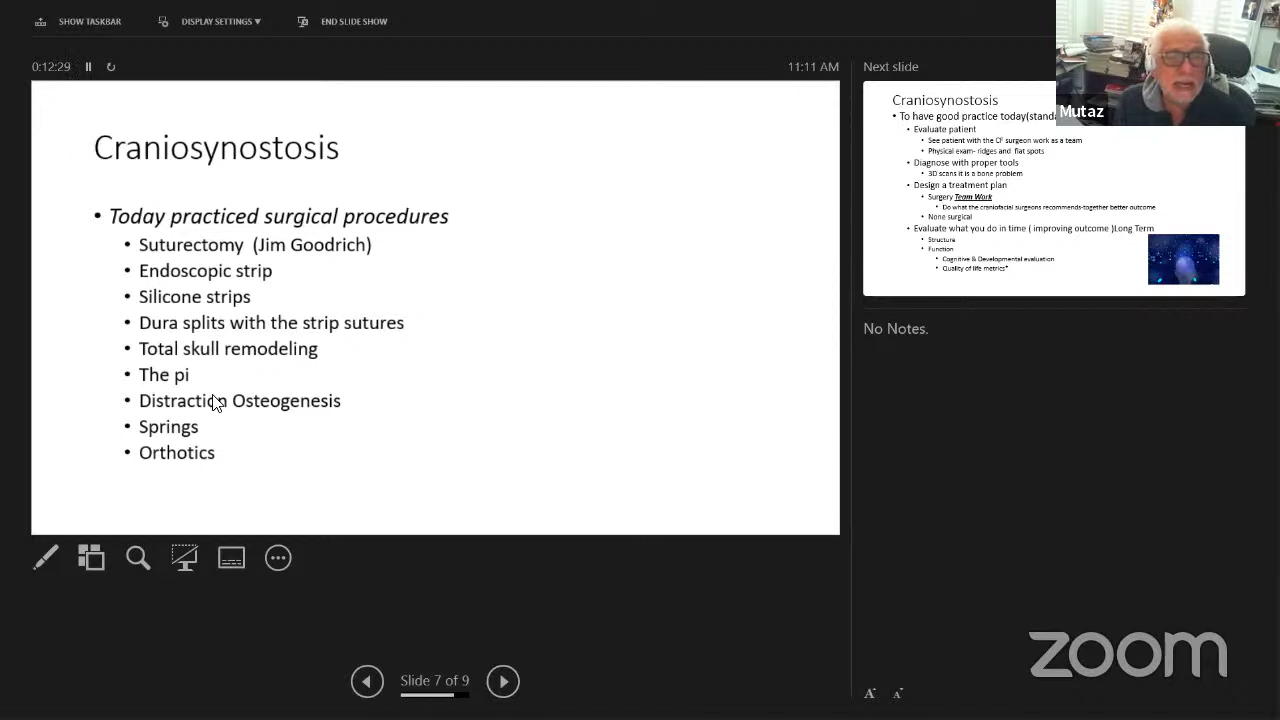 SHOW TASKBAR
DISPLAY SETTINGS ▼
END SLIDE SHOW
0:12:29
11:11 AM
Craniosynostosis
• Today practiced surgical procedures
• Suturectomy (Jim Goodrich)
• Endoscopic strip
• Silicone strips
• Dura splits with the strip sutures
• Total skull remodeling
• The pi
• Distraction Osteogenesis
• Springs
• Orthotics
Slide 7 of 9
Next slide
Mutaz
Craniosynostosis
• To have good practice today(standa
• Evaluate patient
• See patient with the CF surgeon work as a team
• Physical exam- ridges and flat spots
• Diagnose with proper tools
• 3D scans it is a bone problem
• Design a treatment plan
• Surgery Team Work
• Do what the craniofacial surgeons recommends-together better outcome
• None surgical
• Evaluate what you do in time ( improving outcome )Long Term
• Structure
• Function
• Cognitive & Developmental evaluation
• Quality of life metrics*
No Notes.
zoom
A A